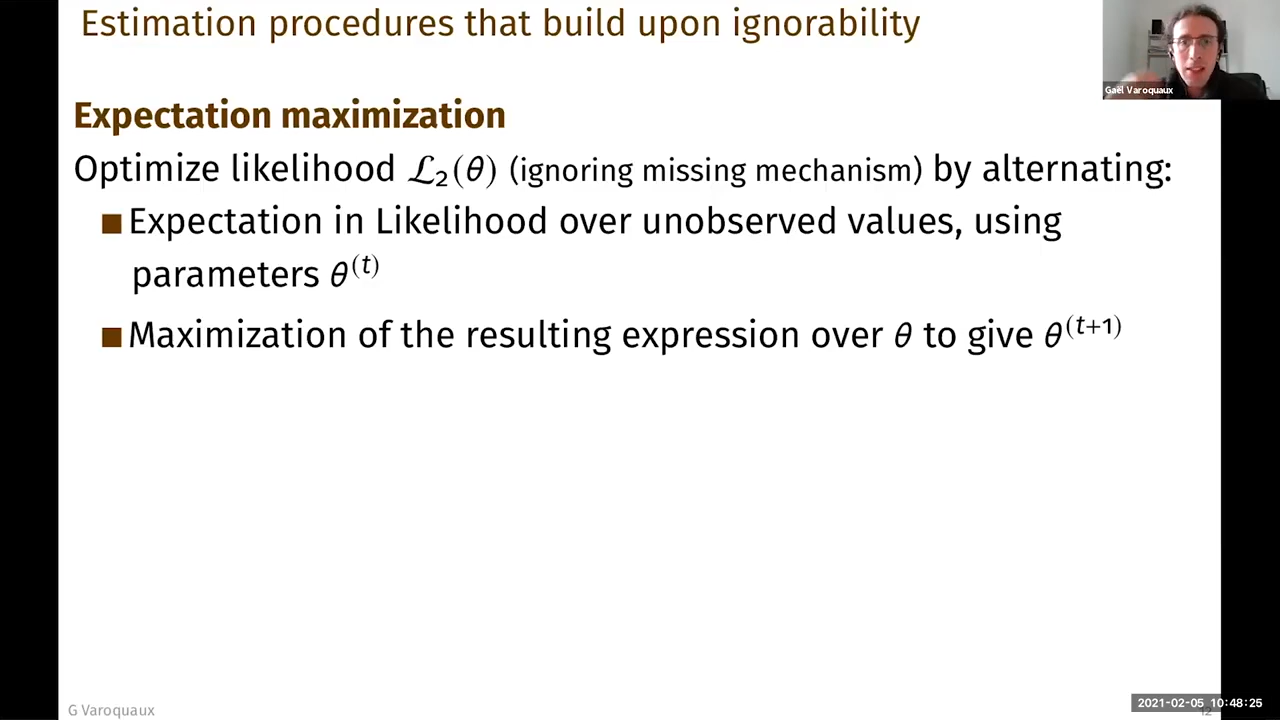 Estimation procedures that build upon ignorability
Gaël Varoquaux
Expectation maximization
Optimize likelihood ℒ₂(θ) (ignoring missing mechanism) by alternating:
■ Expectation in Likelihood over unobserved values, using
parameters θ⁽ᵗ⁾
■ Maximization of the resulting expression over θ to give θ⁽ᵗ⁺¹⁾
G Varoquaux
2021-02-05 10:48:25
12